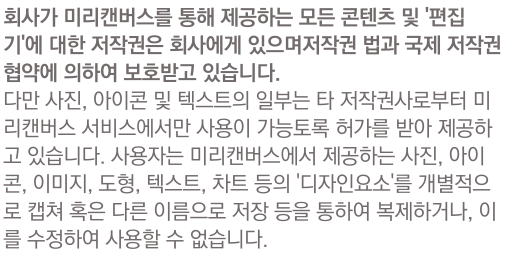 회사가 미리캔버스를 통해 제공하는 모든 콘텐츠 및 '편집
기'에 대한 저작권은 회사에게 있으며저작권 법과 국제 저작권
협약에 의하여 보호받고 있습니다.
다만 사진, 아이콘 및 텍스트의 일부는 타 저작권사로부터 미
리캔버스 서비스에서만 사용이 가능토록 허가를 받아 제공하
고 있습니다. 사용자는 미리캔버스에서 제공하는 사진, 아이
콘, 이미지, 도형, 텍스트, 차트 등의 '디자인요소'를 개별적으
로 캡쳐 혹은 다른 이름으로 저장 등을 통하여 복제하거나, 이
를 수정하여 사용할 수 없습니다.